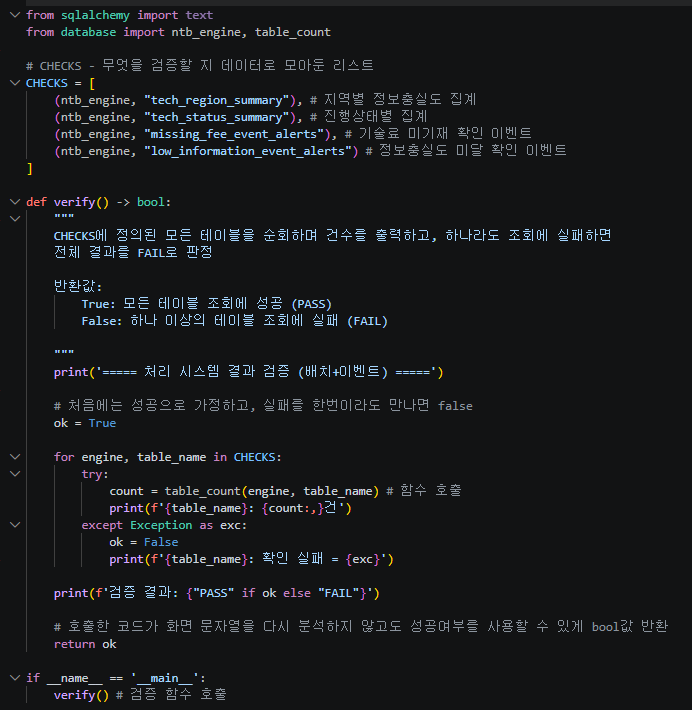 from sqlalchemy import text
from database import ntb_engine, table_count
# CHECKS - 무엇을 검증할 지 데이터로 모아둔 리스트
CHECKS = [
    (ntb_engine, "tech_region_summary"), # 지역별 정보충실도 집계
    (ntb_engine, "tech_status_summary"), # 진행상태별 집계
    (ntb_engine, "missing_fee_event_alerts"), # 기술료 미기재 확인 이벤트
    (ntb_engine, "low_information_event_alerts") # 정보충실도 미달 확인 이벤트
]
def verify() -> bool:
    """
    CHECKS에 정의된 모든 테이블을 순회하며 건수를 출력하고, 하나라도 조회에 실패하면
    전체 결과를 FAIL로 판정
    반환값:
        True: 모든 테이블 조회에 성공 (PASS)
        False: 하나 이상의 테이블 조회에 실패 (FAIL)
    """
    print('===== 처리 시스템 결과 검증 (배치+이벤트) =====')
    # 처음에는 성공으로 가정하고, 실패를 한번이라도 만나면 false
    ok = True
    for engine, table_name in CHECKS:
        try:
            count = table_count(engine, table_name) # 함수 호출
            print(f'{table_name}: {count:,}건')
        except Exception as exc:
            ok = False
            print(f'{table_name}: 확인 실패 = {exc}')
    print(f'검증 결과: {"PASS" if ok else "FAIL"}')
    # 호출한 코드가 화면 문자열을 다시 분석하지 않고도 성공여부를 사용할 수 있게 bool값 반환
    return ok
if __name__ == '__main__':
    verify() # 검증 함수 호출